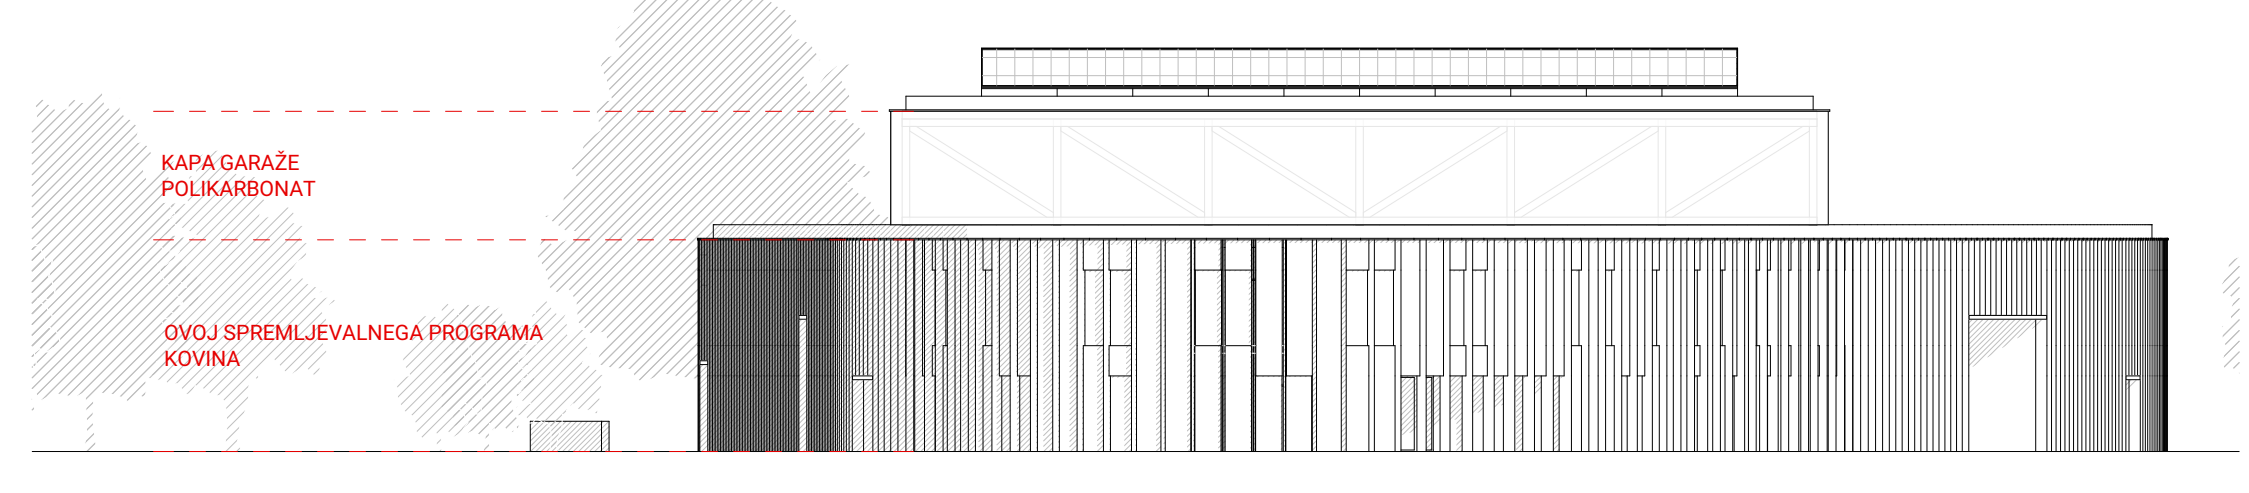 KAPA GARAŽE
POLIKARBONAT
OVOJ SPREMLJEVALNEGA PROGRAMA
KOVINA